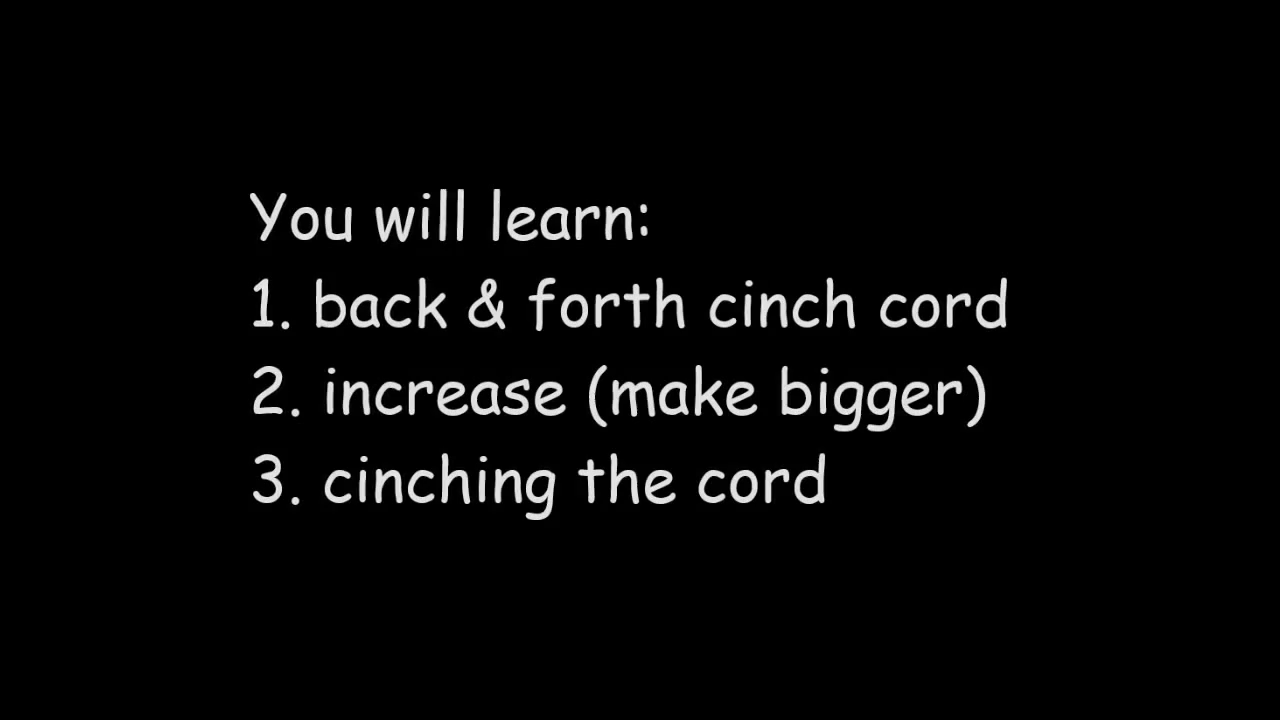 You will learn:
1. back & forth cinch cord
2. increase (make bigger)
3. cinching the cord